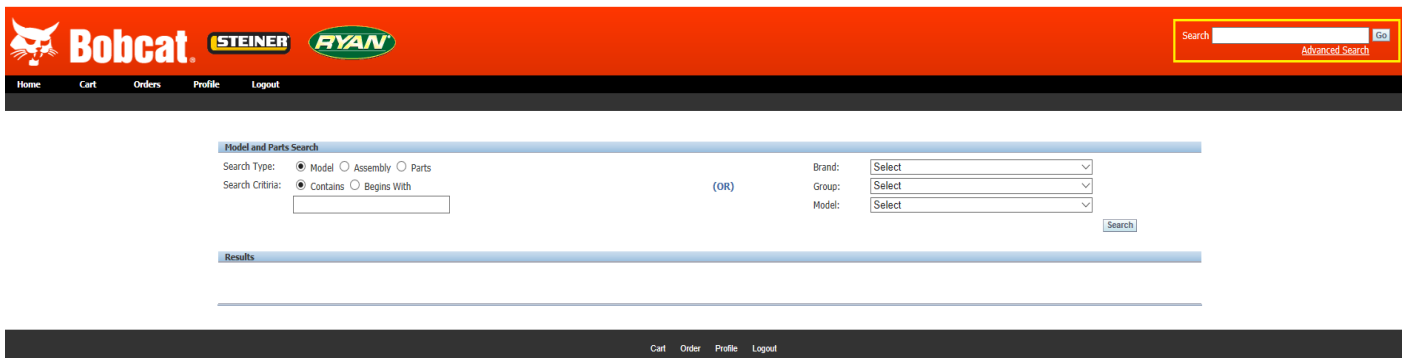 Bobcat. STEINER RYAN
Search Go
Advanced Search
Home Cart Orders Profile Logout
Model and Parts Search
Search Type: Model Assembly Parts Brand: Select
Search Critiria: Contains Begins With (OR) Group: Select
Model: Select
Search
Results
Cart Order Profile Logout